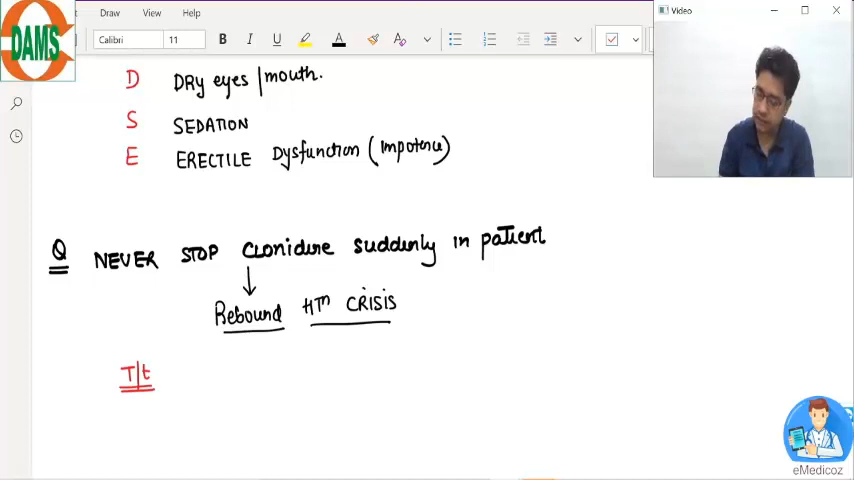 DAMS
Draw View Help
Calibri 11 B I U A
Video
D DRy eyes / mouth.
S SEDATION
E ERECTILE Dysfunction (Impotence)
Q NEVER STOP Clonidine suddenly in patient
Rebound HTn CRISIS
T/t
eMedicoz